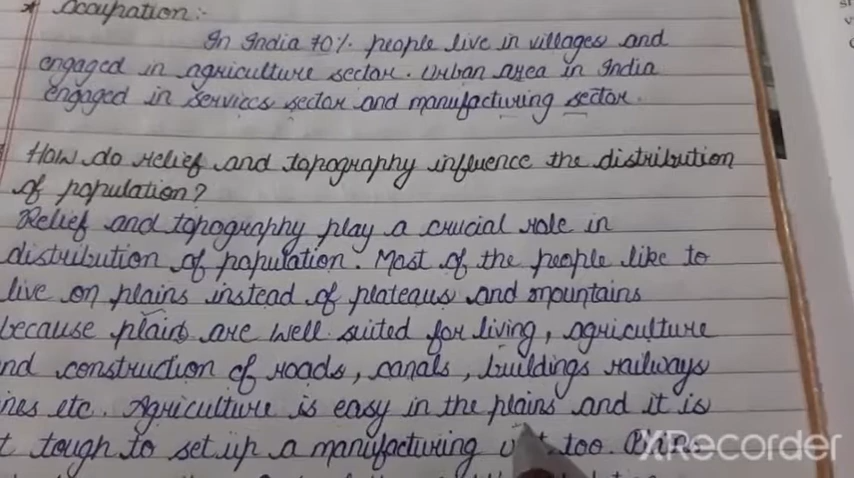 * Occupation:-
In India 70% people live in villages and
engaged in agriculture sector. Urban area in India
engaged in services sector and manufacturing sector.
How do relief and topography influence the distribution
of population?
Relief and topography play a crucial role in
distribution of population. Most of the people like to
live on plains instead of plateaus and mountains
because plains are well suited for living, agriculture
nd construction of roads, canals, buildings railways
ines etc. Agriculture is easy in the plains and it is
t tough to set up a manufacturing too.
XRecorder